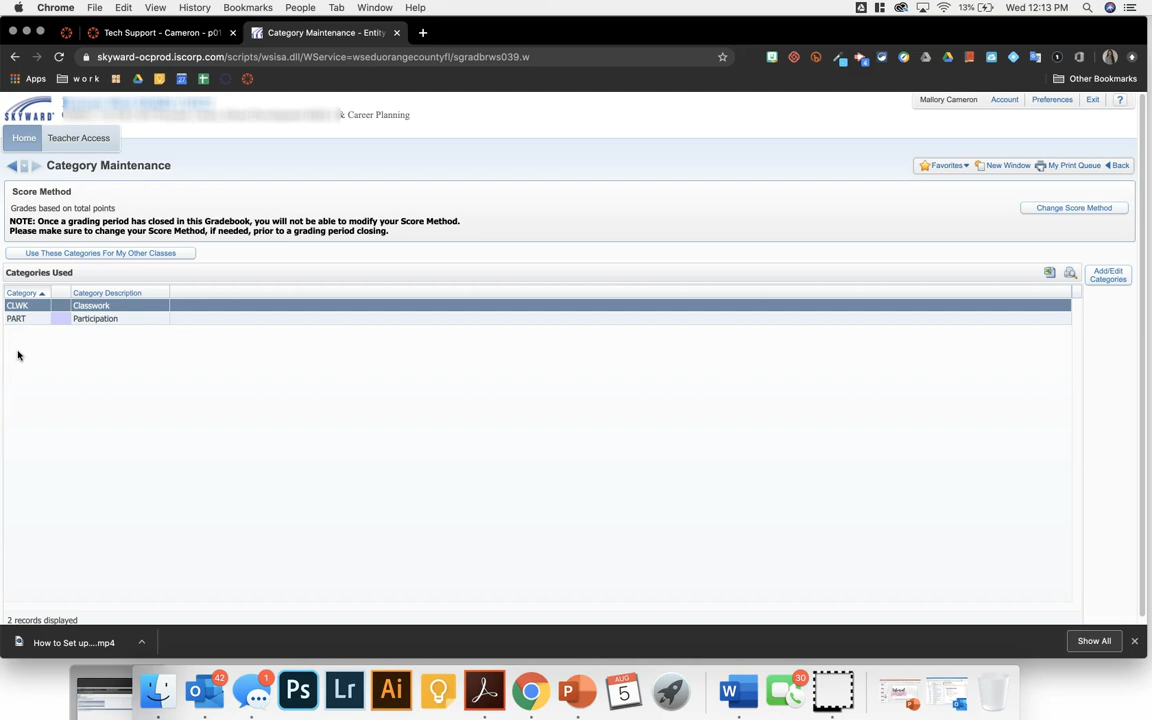 Chrome File Edit View History Bookmarks People Tab Window Help 13% Wed 12:13 PM
Tech Support - Cameron - p01 Category Maintenance - Entity
skyward-ocprod.iscorp.com/scripts/wsisa.dll/WService=wseduorangecountyfl/sgradbrws039.w
Apps w o r k Other Bookmarks
SKYWARD & Career Planning Mallory Cameron Account Preferences Exit ?
Home Teacher Access
Category Maintenance Favorites New Window My Print Queue Back
Score Method
Grades based on total points Change Score Method
NOTE: Once a grading period has closed in this Gradebook, you will not be able to modify your Score Method.
Please make sure to change your Score Method, if needed, prior to a grading period closing.
Use These Categories For My Other Classes
Categories Used Add/Edit
Categories
Category Category Description
CLWK Classwork
PART Participation
2 records displayed
How to Set up....mp4 Show All
42 1 Ps Lr Ai AUG 5 30